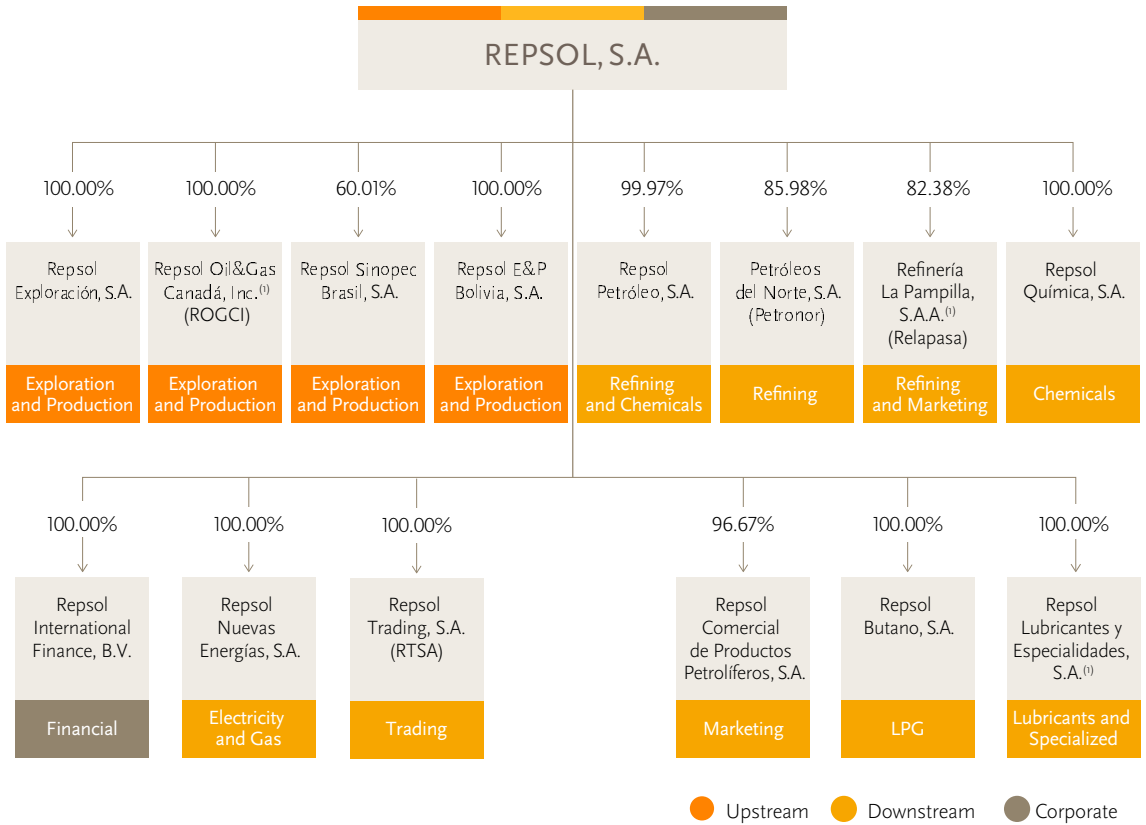 REPSOL, S.A.
100.00%
100.00%
60.01%
100.00%
99.97%
85.98%
82.38%
100.00%
Repsol
Exploración, S.A.
Exploration
and Production
Repsol Oil&Gas
Canadá, Inc.(1)
(ROGCI)
Exploration
and Production
Repsol Sinopec
Brasil, S.A.
Exploration
and Production
Repsol E&P
Bolivia, S.A.
Exploration
and Production
Repsol
Petróleo, S.A.
Refining
and Chemicals
Petróleos
del Norte, S.A.
(Petronor)
Refining
Refinería
La Pampilla,
S.A.A.(1)
(Relapasa)
Refining
and Marketing
Repsol
Química, S.A.
Chemicals
100.00%
100.00%
100.00%
96.67%
100.00%
100.00%
Repsol
International
Finance, B.V.
Financial
Repsol
Nuevas
Energías, S.A.
Electricity
and Gas
Repsol
Trading, S.A.
(RTSA)
Trading
Repsol
Comercial
de Productos
Petrolíferos, S.A.
Marketing
Repsol
Butano, S.A.
LPG
Repsol
Lubricantes y
Especialidades,
S.A.(1)
Lubricants and
Specialized
Upstream
Downstream
Corporate